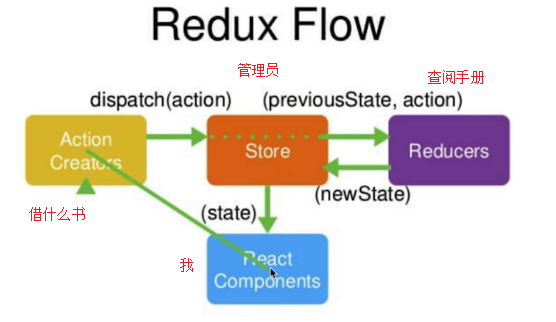 Redux Flow
管理员
查阅手册
dispatch(action)
(previousState, action)
Action
Creators
Store
Reducers
(newState)
借什么书
(state)
我
React
Components